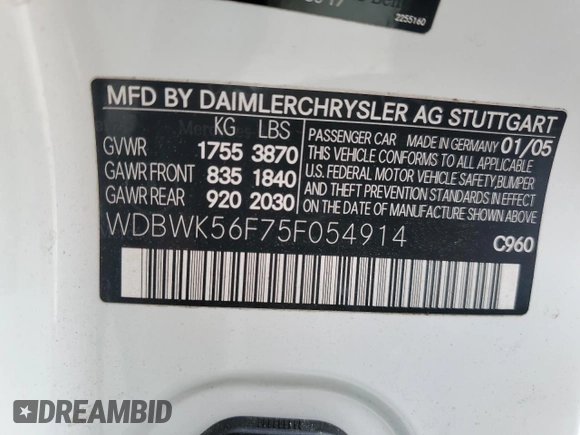 2255160
MFD BY DAIMLERCHRYSLER AG STUTTGART
KG LBS
GVWR 1755 3870
GAWR FRONT 835 1840
GAWR REAR 920 2030
PASSENGER CAR MADE IN GERMANY 01/05
THIS VEHICLE CONFORMS TO ALL APPLICABLE
U.S. FEDERAL MOTOR VEHICLE SAFETY, BUMPER
AND THEFT PREVENTION STANDARDS IN EFFECT
ON THE DATE OF MANUFACTURE SHOWN ABOVE.
WDBWK56F75F054914
C960
DREAMBID